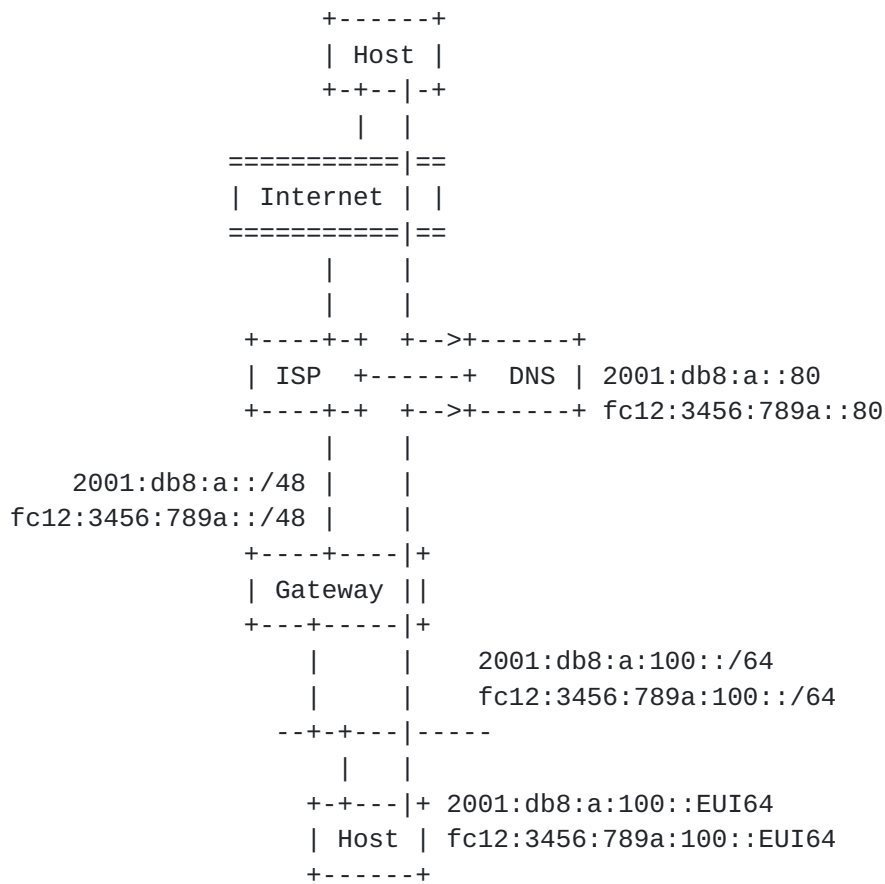 Host
Internet
ISP DNS 2001:db8:a::80
fc12:3456:789a::80
2001:db8:a::/48
fc12:3456:789a::/48
Gateway
2001:db8:a:100::/64
fc12:3456:789a:100::/64
2001:db8:a:100::EUI64
Host fc12:3456:789a:100::EUI64